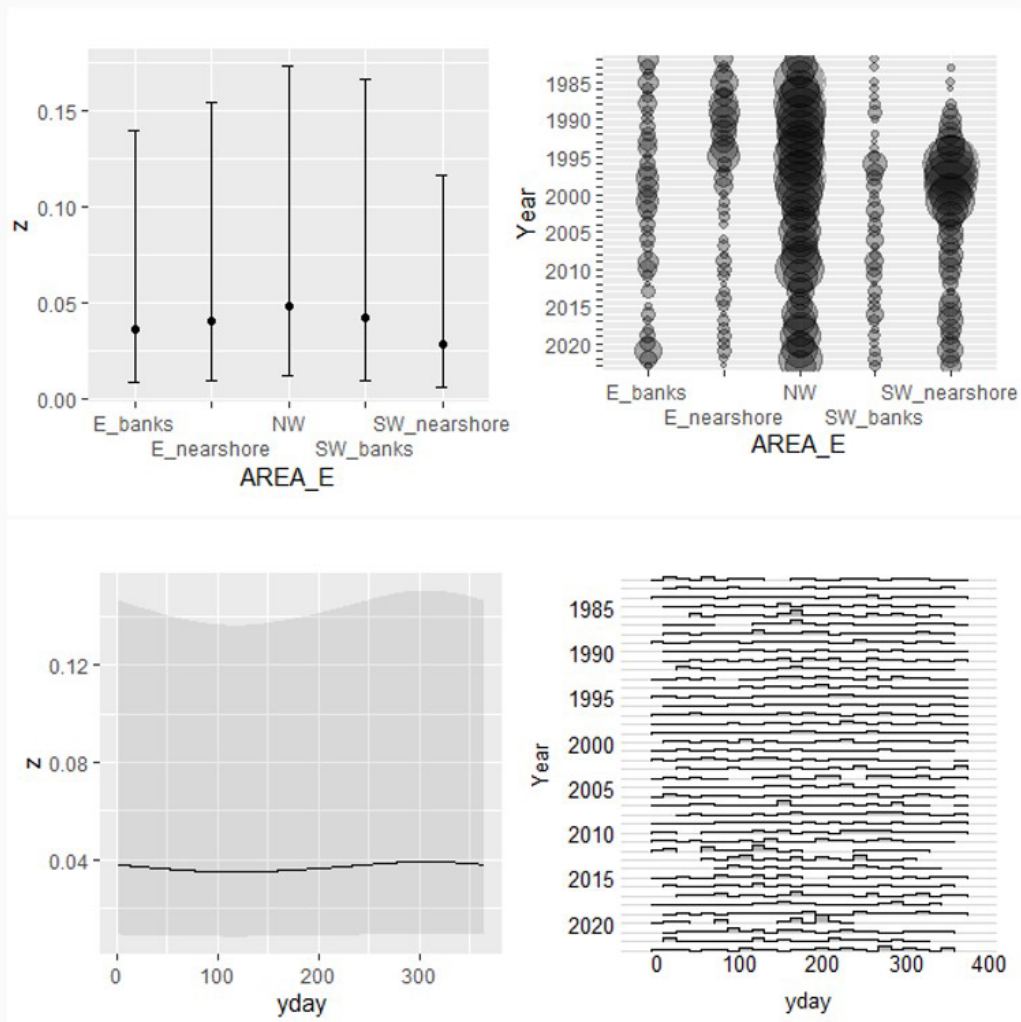 0.15
0.10
0.05
0.00
z
E_banks NW SW_nearshore
E_nearshore SW_banks
AREA_E
1985
1990
1995
2000
2005
2010
2015
2020
Year
E_banks NW SW_nearshore
E_nearshore SW_banks
AREA_E
0.12
0.08
0.04
z
0 100 200 300
yday
1985
1990
1995
2000
2005
2010
2015
2020
Year
0 100 200 300 400
yday